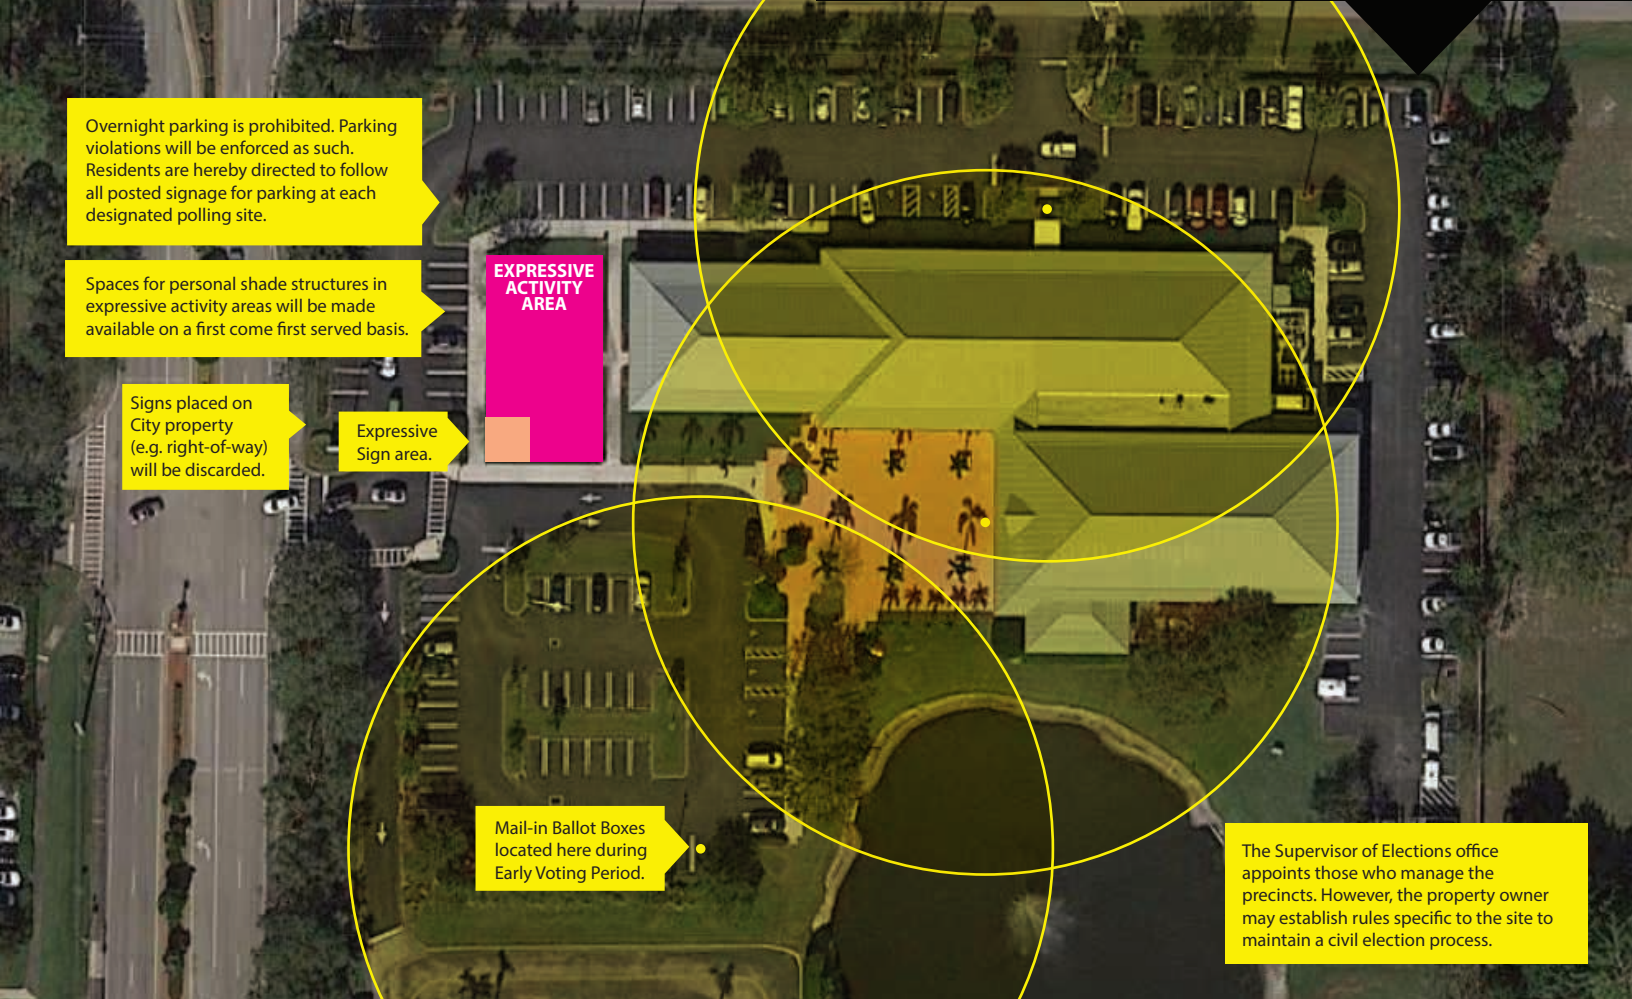 Overnight parking is prohibited. Parking
violations will be enforced as such.
Residents are hereby directed to follow
all posted signage for parking at each
designated polling site.
Spaces for personal shade structures in
expressive activity areas will be made
available on a first come first served basis.
EXPRESSIVE
ACTIVITY
AREA
Signs placed on
City property
(e.g. right-of-way)
will be discarded.
Expressive
Sign area.
Mail-in Ballot Boxes
located here during
Early Voting Period.
The Supervisor of Elections office
appoints those who manage the
precincts. However, the property owner
may establish rules specific to the site to
maintain a civil election process.